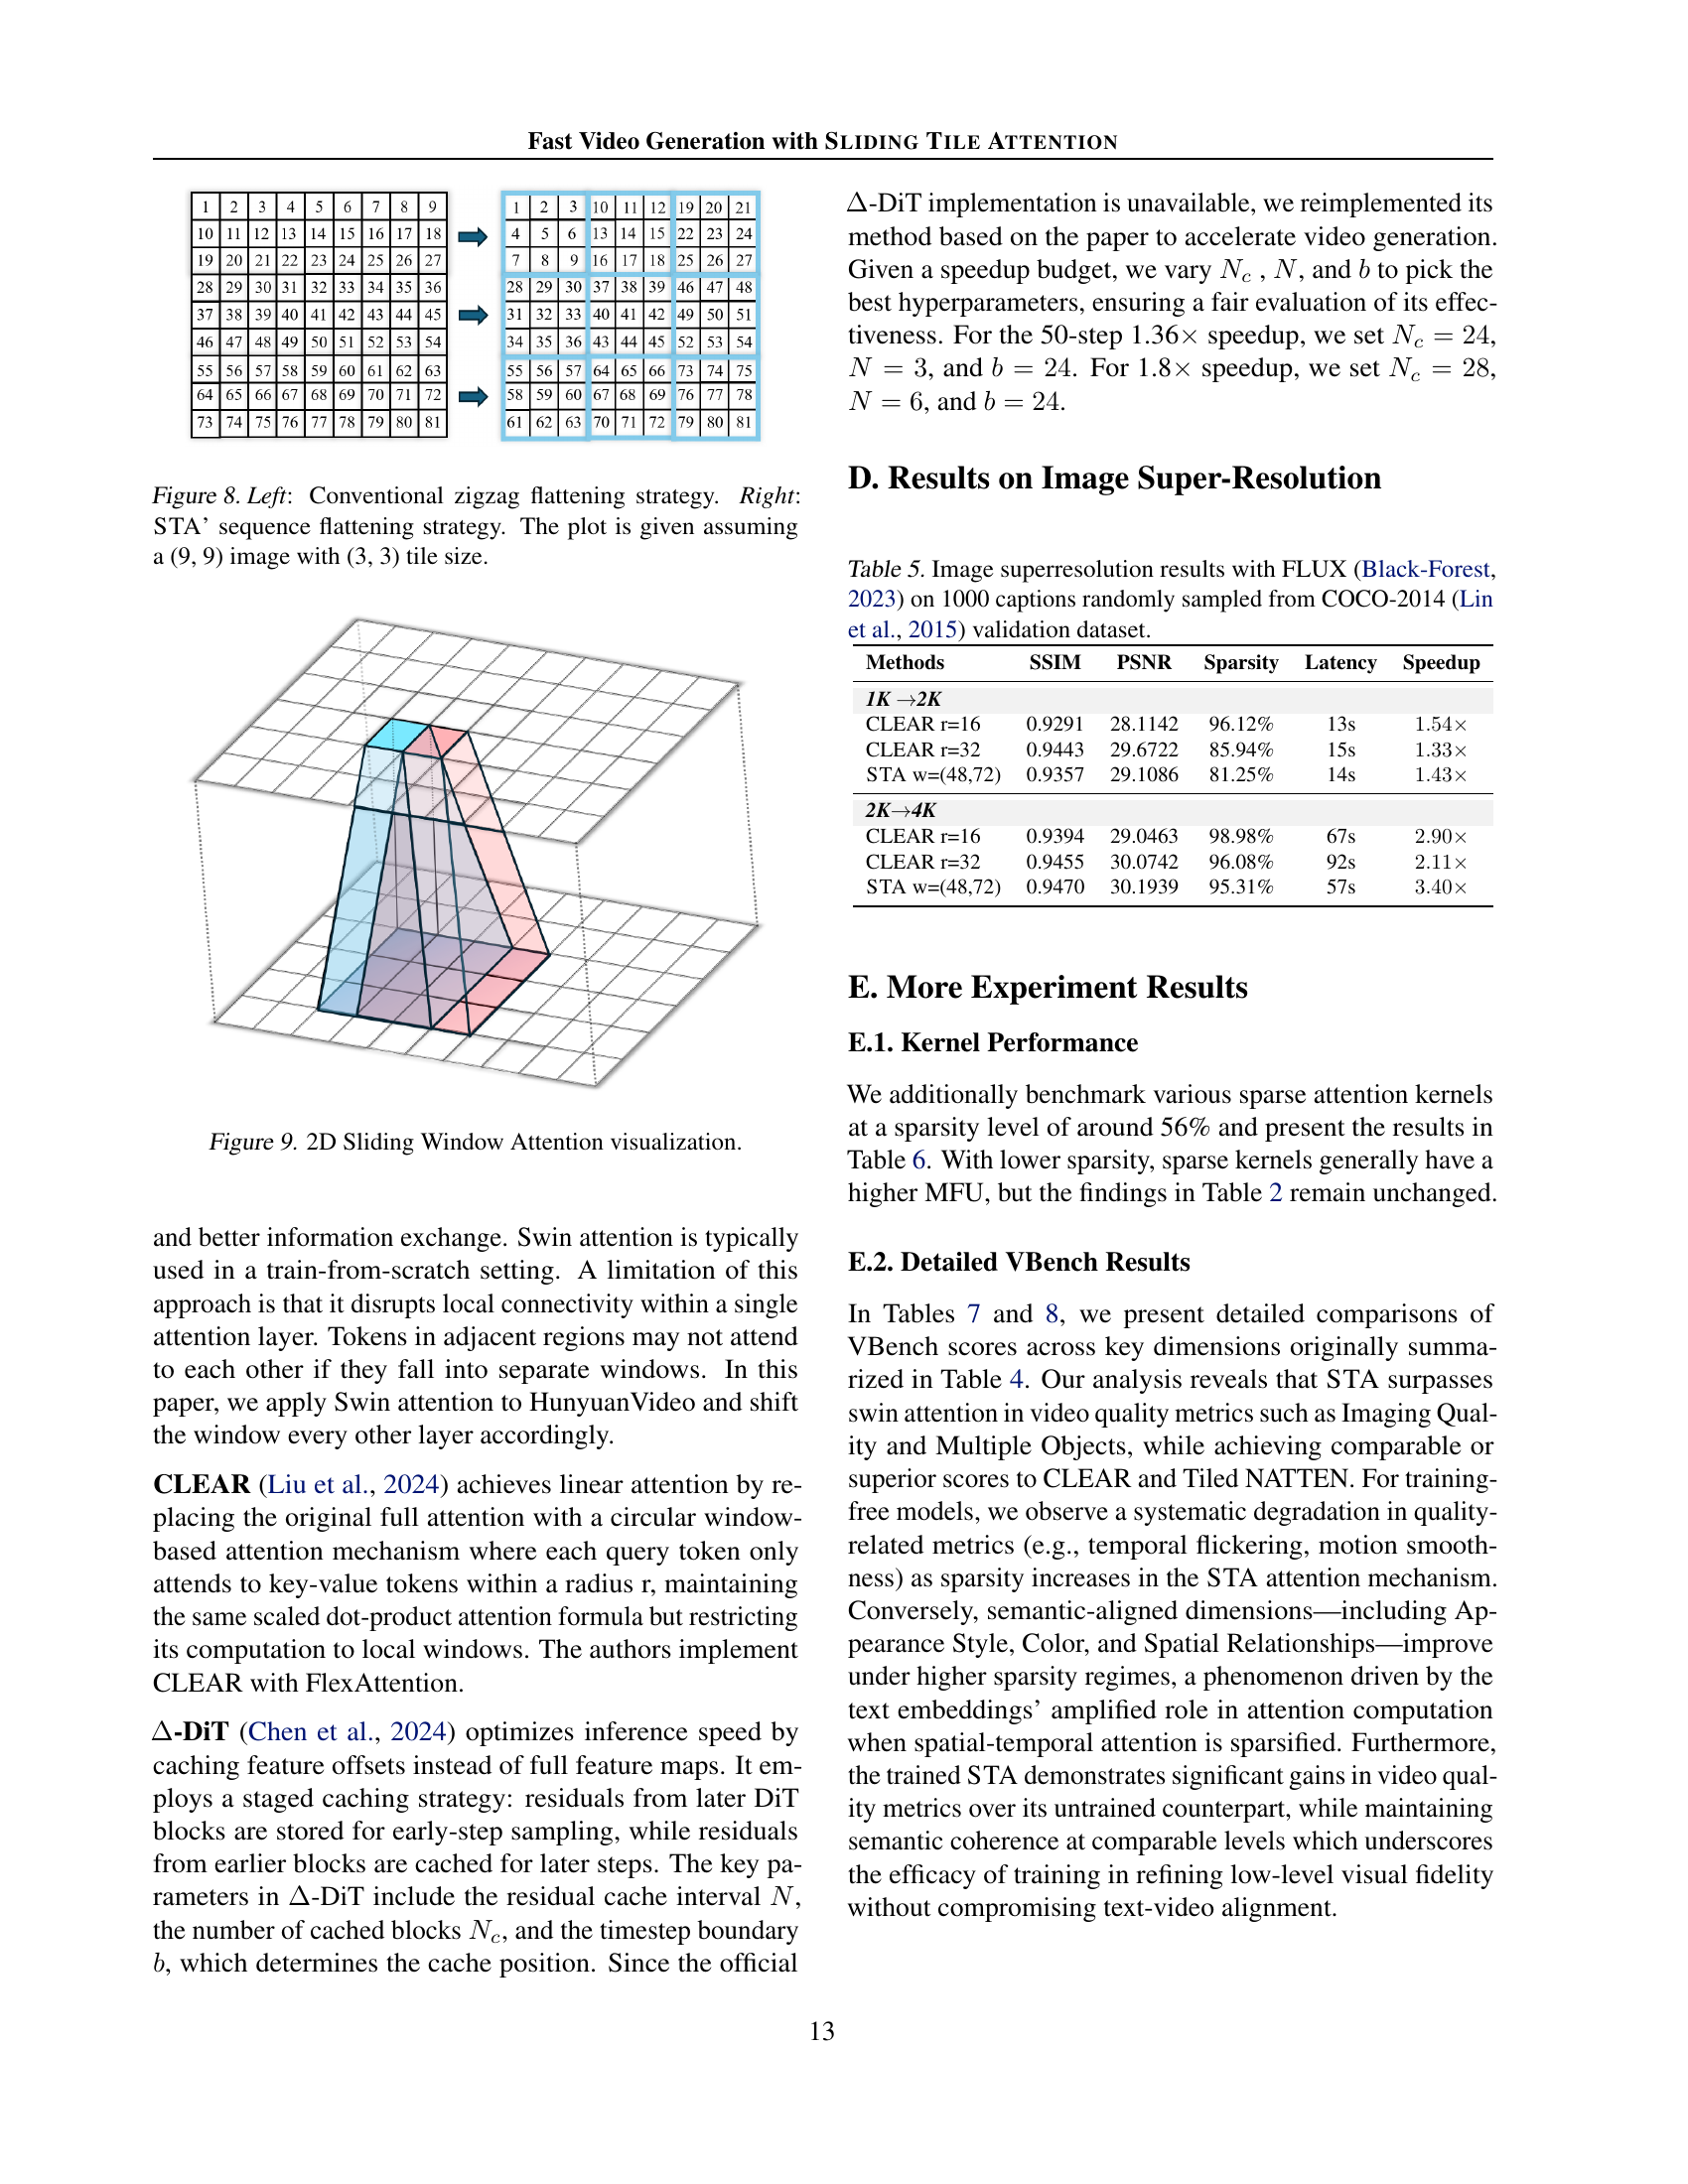 Fast Video Generation with SLIDING TILE ATTENTION
1 2 3 4 5 6 7 8 9
10 11 12 13 14 15 16 17 18
19 20 21 22 23 24 25 26 27
28 29 30 31 32 33 34 35 36
37 38 39 40 41 42 43 44 45
46 47 48 49 50 51 52 53 54
55 56 57 58 59 60 61 62 63
64 65 66 67 68 69 70 71 72
73 74 75 76 77 78 79 80 81
1 2 3 10 11 12 19 20 21
4 5 6 13 14 15 22 23 24
7 8 9 16 17 18 25 26 27
28 29 30 37 38 39 46 47 48
31 32 33 40 41 42 49 50 51
34 35 36 43 44 45 52 53 54
55 56 57 64 65 66 73 74 75
58 59 60 67 68 69 76 77 78
61 62 63 70 71 72 79 80 81
Figure 8. Left: Conventional zigzag flattening strategy. Right:
STA' sequence flattening strategy. The plot is given assuming
a (9, 9) image with (3, 3) tile size.
Figure 9. 2D Sliding Window Attention visualization.
and better information exchange. Swin attention is typically
used in a train-from-scratch setting. A limitation of this
approach is that it disrupts local connectivity within a single
attention layer. Tokens in adjacent regions may not attend
to each other if they fall into separate windows. In this
paper, we apply Swin attention to HunyuanVideo and shift
the window every other layer accordingly.
CLEAR (Liu et al., 2024) achieves linear attention by re-
placing the original full attention with a circular window-
based attention mechanism where each query token only
attends to key-value tokens within a radius r, maintaining
the same scaled dot-product attention formula but restricting
its computation to local windows. The authors implement
CLEAR with FlexAttention.
Δ-DiT (Chen et al., 2024) optimizes inference speed by
caching feature offsets instead of full feature maps. It em-
ploys a staged caching strategy: residuals from later DiT
blocks are stored for early-step sampling, while residuals
from earlier blocks are cached for later steps. The key pa-
rameters in Δ-DiT include the residual cache interval N,
the number of cached blocks Nc, and the timestep boundary
b, which determines the cache position. Since the official
Δ-DiT implementation is unavailable, we reimplemented its
method based on the paper to accelerate video generation.
Given a speedup budget, we vary Nc , N, and b to pick the
best hyperparameters, ensuring a fair evaluation of its effec-
tiveness. For the 50-step 1.36× speedup, we set Nc = 24,
N = 3, and b = 24. For 1.8× speedup, we set Nc = 28,
N = 6, and b = 24.
D. Results on Image Super-Resolution
Table 5. Image superresolution results with FLUX (Black-Forest,
2023) on 1000 captions randomly sampled from COCO-2014 (Lin
et al., 2015) validation dataset.
Methods SSIM PSNR Sparsity Latency Speedup
1K →2K
CLEAR r=16 0.9291 28.1142 96.12% 13s 1.54×
CLEAR r=32 0.9443 29.6722 85.94% 15s 1.33×
STA w=(48,72) 0.9357 29.1086 81.25% 14s 1.43×
2K→4K
CLEAR r=16 0.9394 29.0463 98.98% 67s 2.90×
CLEAR r=32 0.9455 30.0742 96.08% 92s 2.11×
STA w=(48,72) 0.9470 30.1939 95.31% 57s 3.40×
E. More Experiment Results
E.1. Kernel Performance
We additionally benchmark various sparse attention kernels
at a sparsity level of around 56% and present the results in
Table 6. With lower sparsity, sparse kernels generally have a
higher MFU, but the findings in Table 2 remain unchanged.
E.2. Detailed VBench Results
In Tables 7 and 8, we present detailed comparisons of
VBench scores across key dimensions originally summa-
rized in Table 4. Our analysis reveals that STA surpasses
swin attention in video quality metrics such as Imaging Qual-
ity and Multiple Objects, while achieving comparable or
superior scores to CLEAR and Tiled NATTEN. For training-
free models, we observe a systematic degradation in quality-
related metrics (e.g., temporal flickering, motion smooth-
ness) as sparsity increases in the STA attention mechanism.
Conversely, semantic-aligned dimensions—including Ap-
pearance Style, Color, and Spatial Relationships—improve
under higher sparsity regimes, a phenomenon driven by the
text embeddings' amplified role in attention computation
when spatial-temporal attention is sparsified. Furthermore,
the trained STA demonstrates significant gains in video qual-
ity metrics over its untrained counterpart, while maintaining
semantic coherence at comparable levels which underscores
the efficacy of training in refining low-level visual fidelity
without compromising text-video alignment.
13